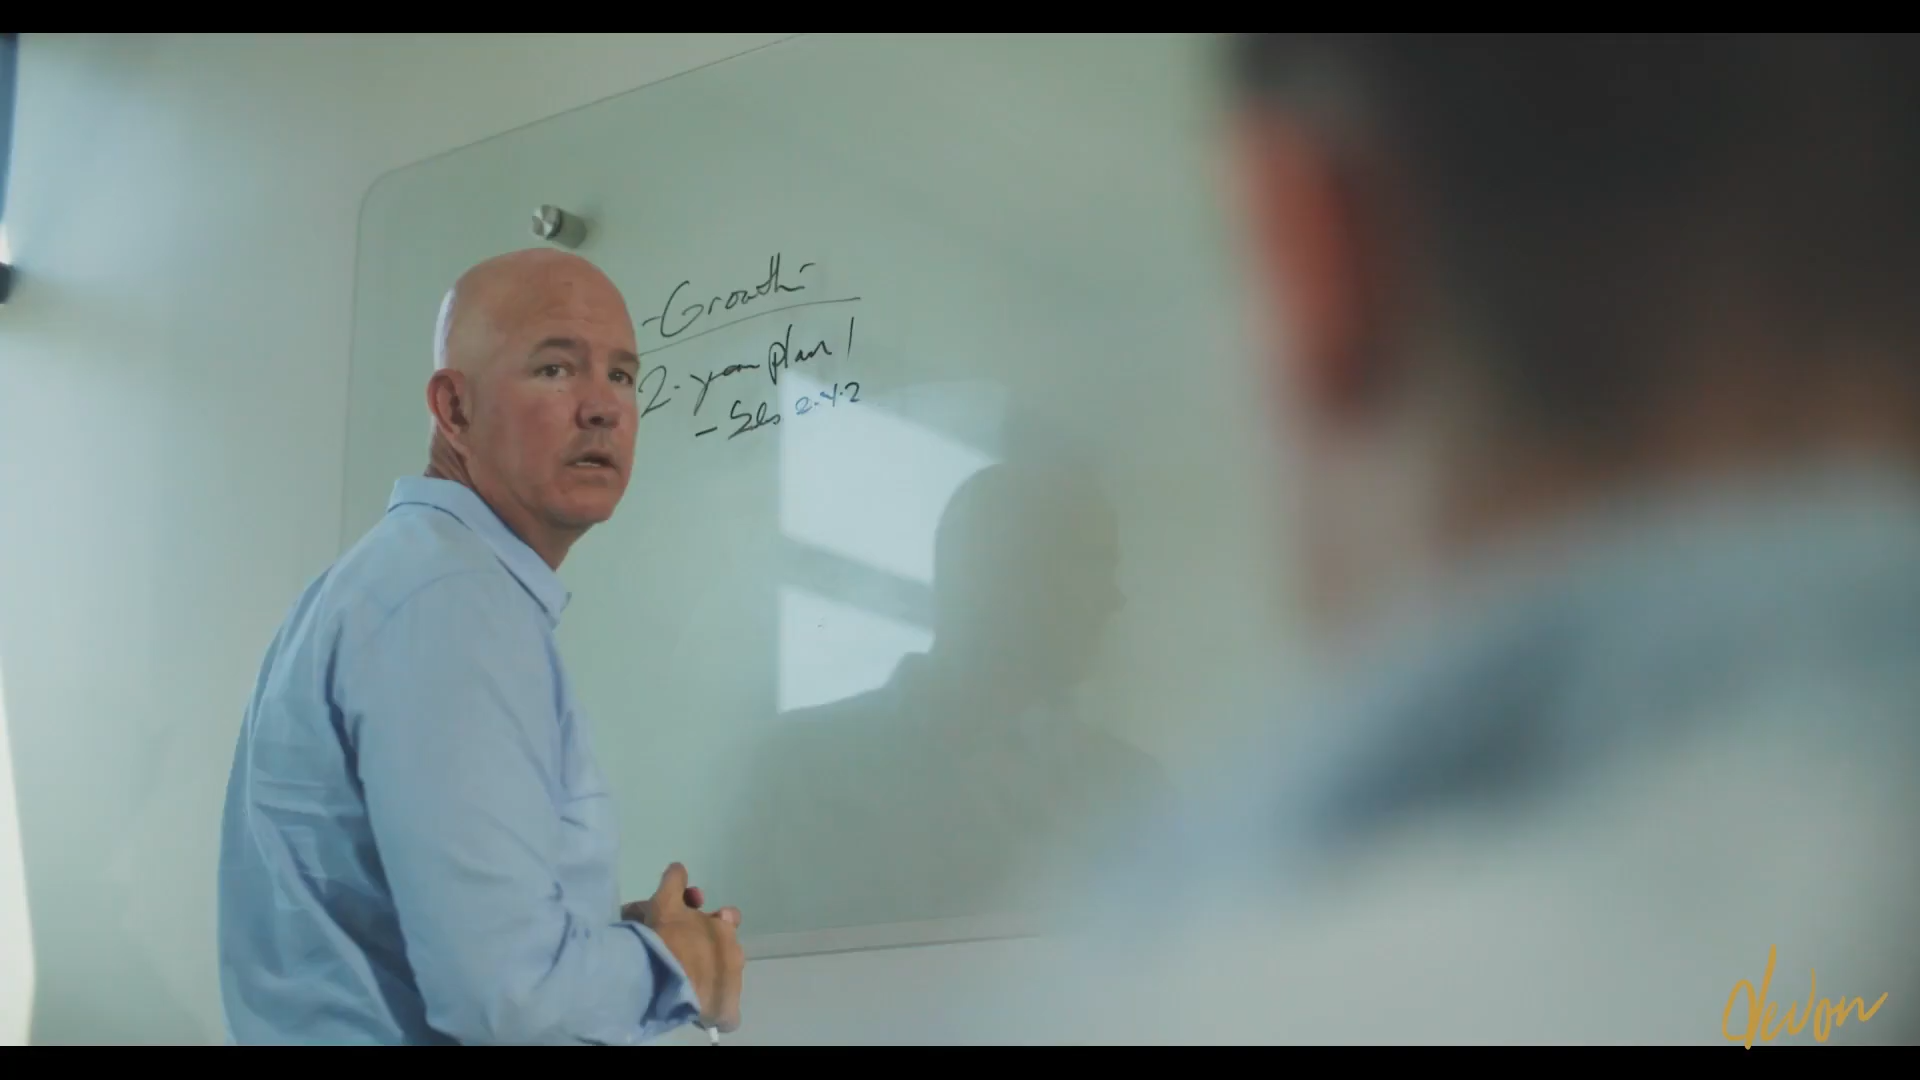 -Growth-
2-year plan /
- Sls 2.4.2
Devon